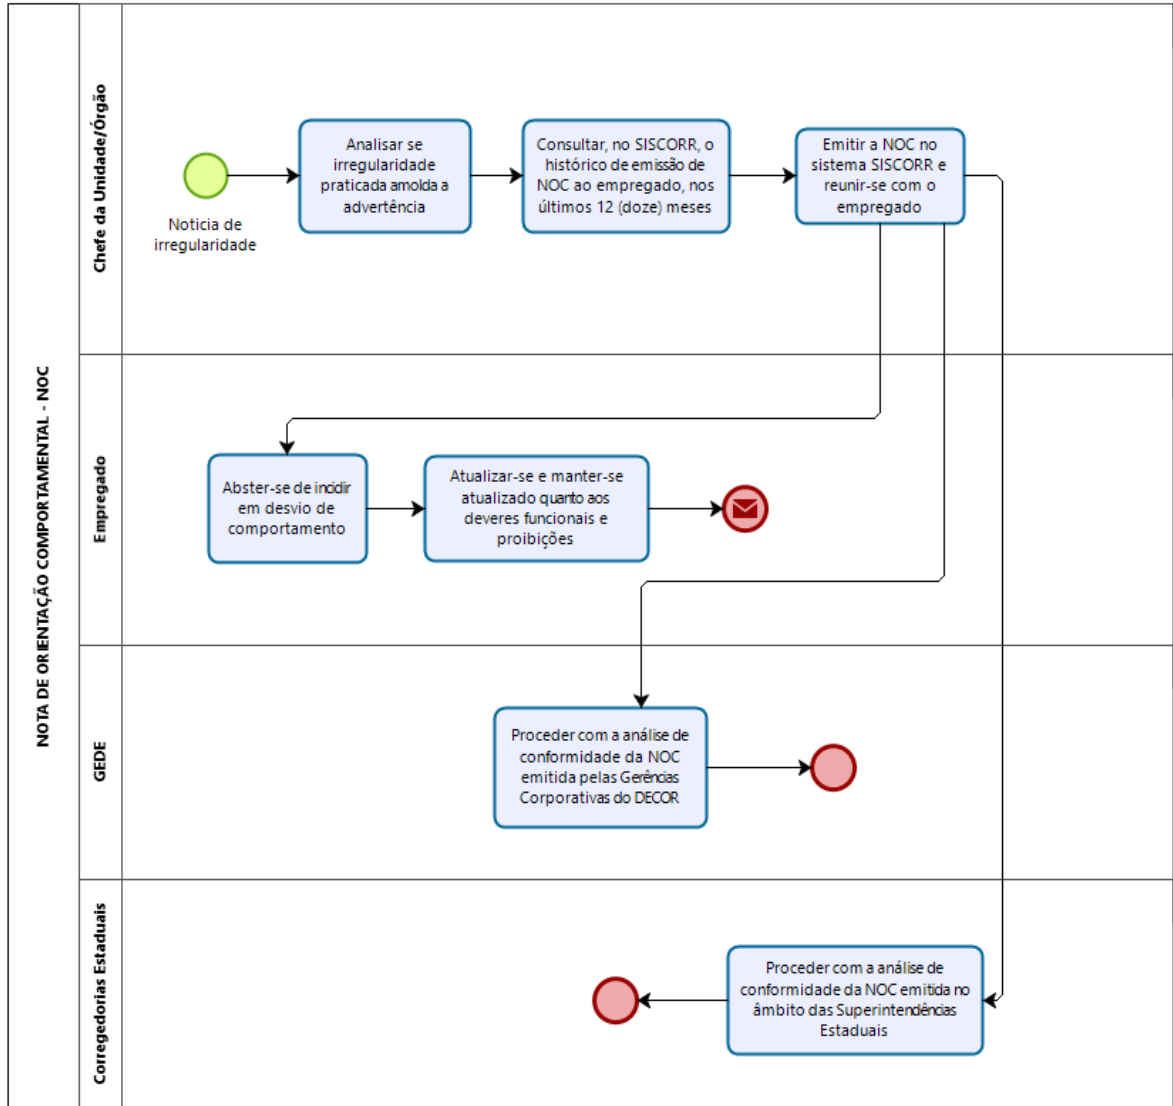 NOTA DE ORIENTAÇÃO COMPORTAMENTAL - NOC
Chefe da Unidade/Órgão
Noticia de
irregularidade
Analisar se
irregularidade
praticada amolda a
advertência
Consultar, no SISCORR, o
histórico de emissão de
NOC ao empregado, nos
últimos 12 (doze) meses
Emitir a NOC no
sistema SISCORR e
reunir-se com o
empregado
Empregado
Abster-se de incidir
em desvio de
comportamento
Atualizar-se e manter-se
atualizado quanto aos
deveres funcionais e
proibições
GEDE
Proceder com a análise de
conformidade da NOC
emitida pelas Gerências
Corporativas do DECOR
Corregedorias Estaduais
Proceder com a análise de
conformidade da NOC emitida no
âmbito das Superintendências
Estaduais